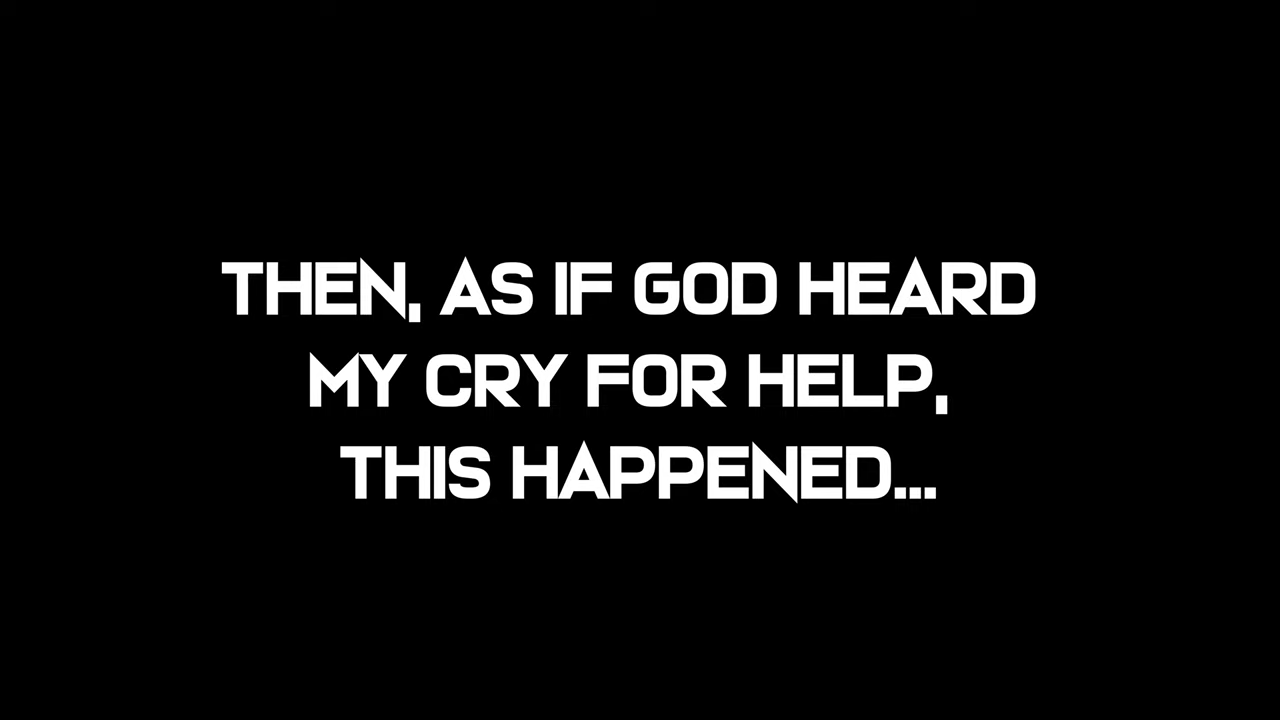 THEN, AS IF GOD HEARD
MY CRY FOR HELP,
THIS HAPPENED...